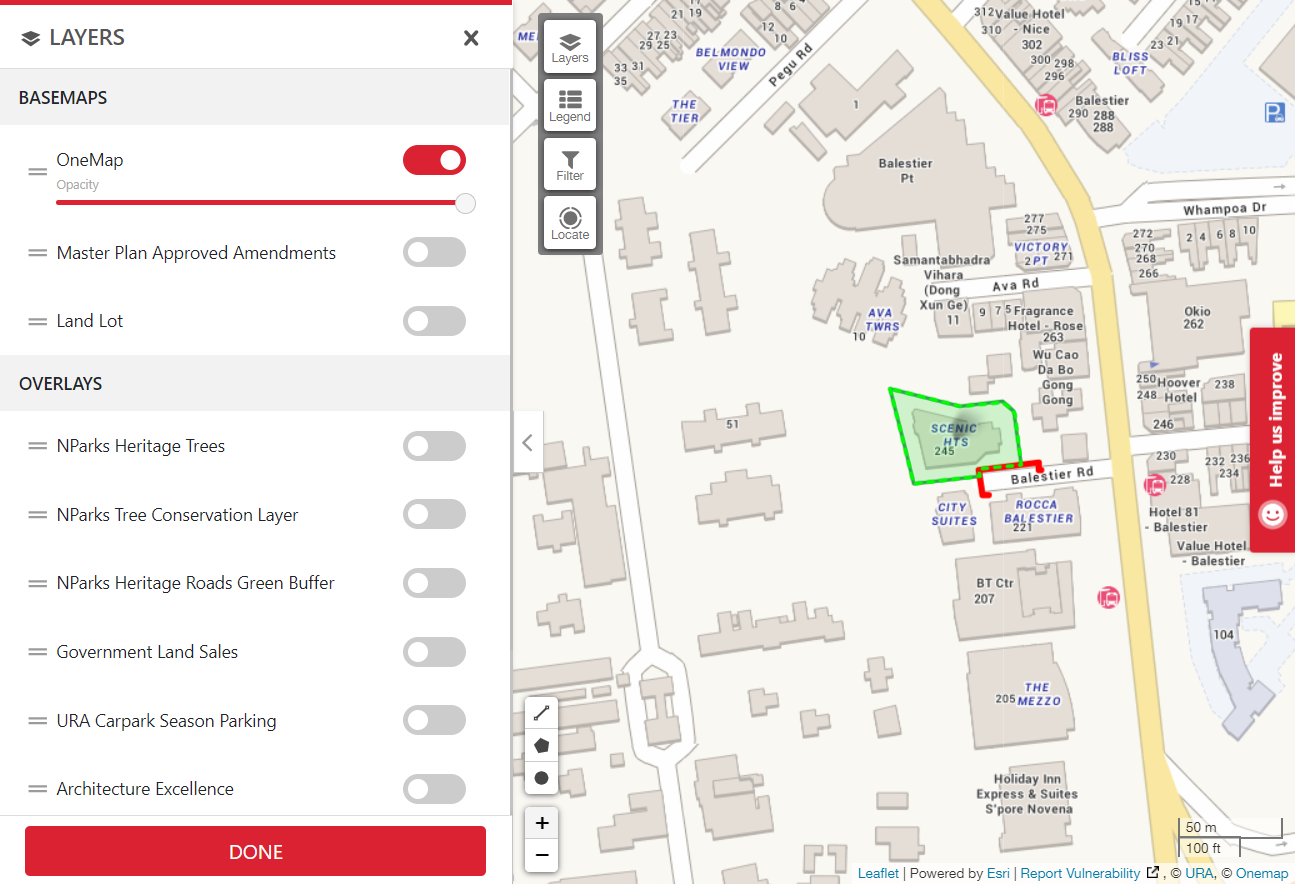 LAYERS
BASEMAPS
OneMap
Opacity
Master Plan Approved Amendments
Land Lot
OVERLAYS
NParks Heritage Trees
NParks Tree Conservation Layer
NParks Heritage Roads Green Buffer
Government Land Sales
URA Carpark Season Parking
Architecture Excellence
DONE
Layers
Legend
Filter
Locate
21 19
27 23
29 25
33 31
35
BELMONDO
VIEW
8 6
12
10
Pegu Rd
THE
TIER
1
Balestier
Pt
312 Value Hotel
310 - Nice
302
300 298
296
19 17
23 21
BLISS
LOFT
Balestier
290 288
288
P
Whampoa Dr
277
275
VICTORY
2 PT 271
272
270
268
266
2 4 6 8 10
Samantabhadra
Vihara
(Dong
Xun Ge)
11
Ava Rd
9 7 5 Fragrance
Hotel - Rose
263
AVA
TWRS
10
Wu Cao
Da Bo
Gong
Gong
Okio
262
250 Hoover
248 Hotel
238
246
51
SCENIC
HTS
245
Balestier Rd
230
232 236
234
228
CITY
SUITES
ROCCA
BALESTIER
221
Hotel 81
- Balestier
Value Hotel
- Balestier
BT Ctr
207
104
205 THE
MEZZO
Holiday Inn
Express & Suites
S'pore Novena
Help us improve
+
−
50 m
100 ft
Leaflet | Powered by Esri | Report Vulnerability , © URA, © Onemap